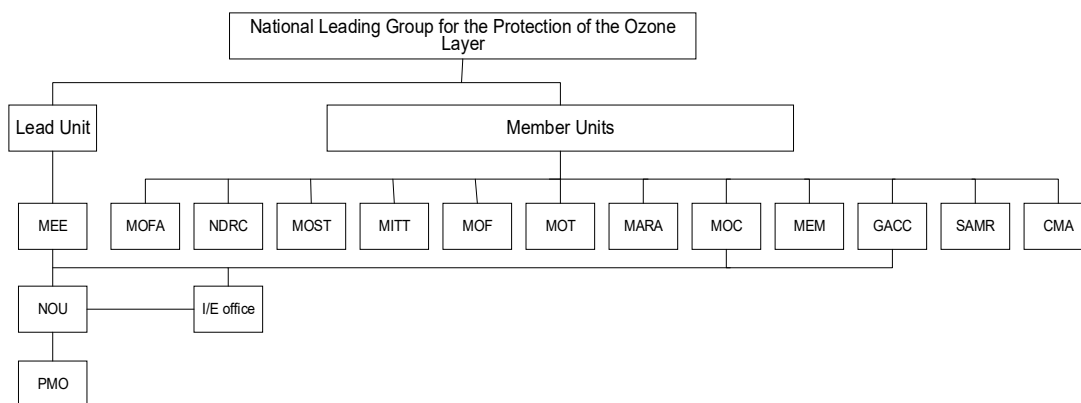 National Leading Group for the Protection of the Ozone
Layer
Lead Unit
Member Units
MEE
MOFA
NDRC
MOST
MITT
MOF
MOT
MARA
MOC
MEM
GACC
SAMR
CMA
NOU
I/E office
PMO